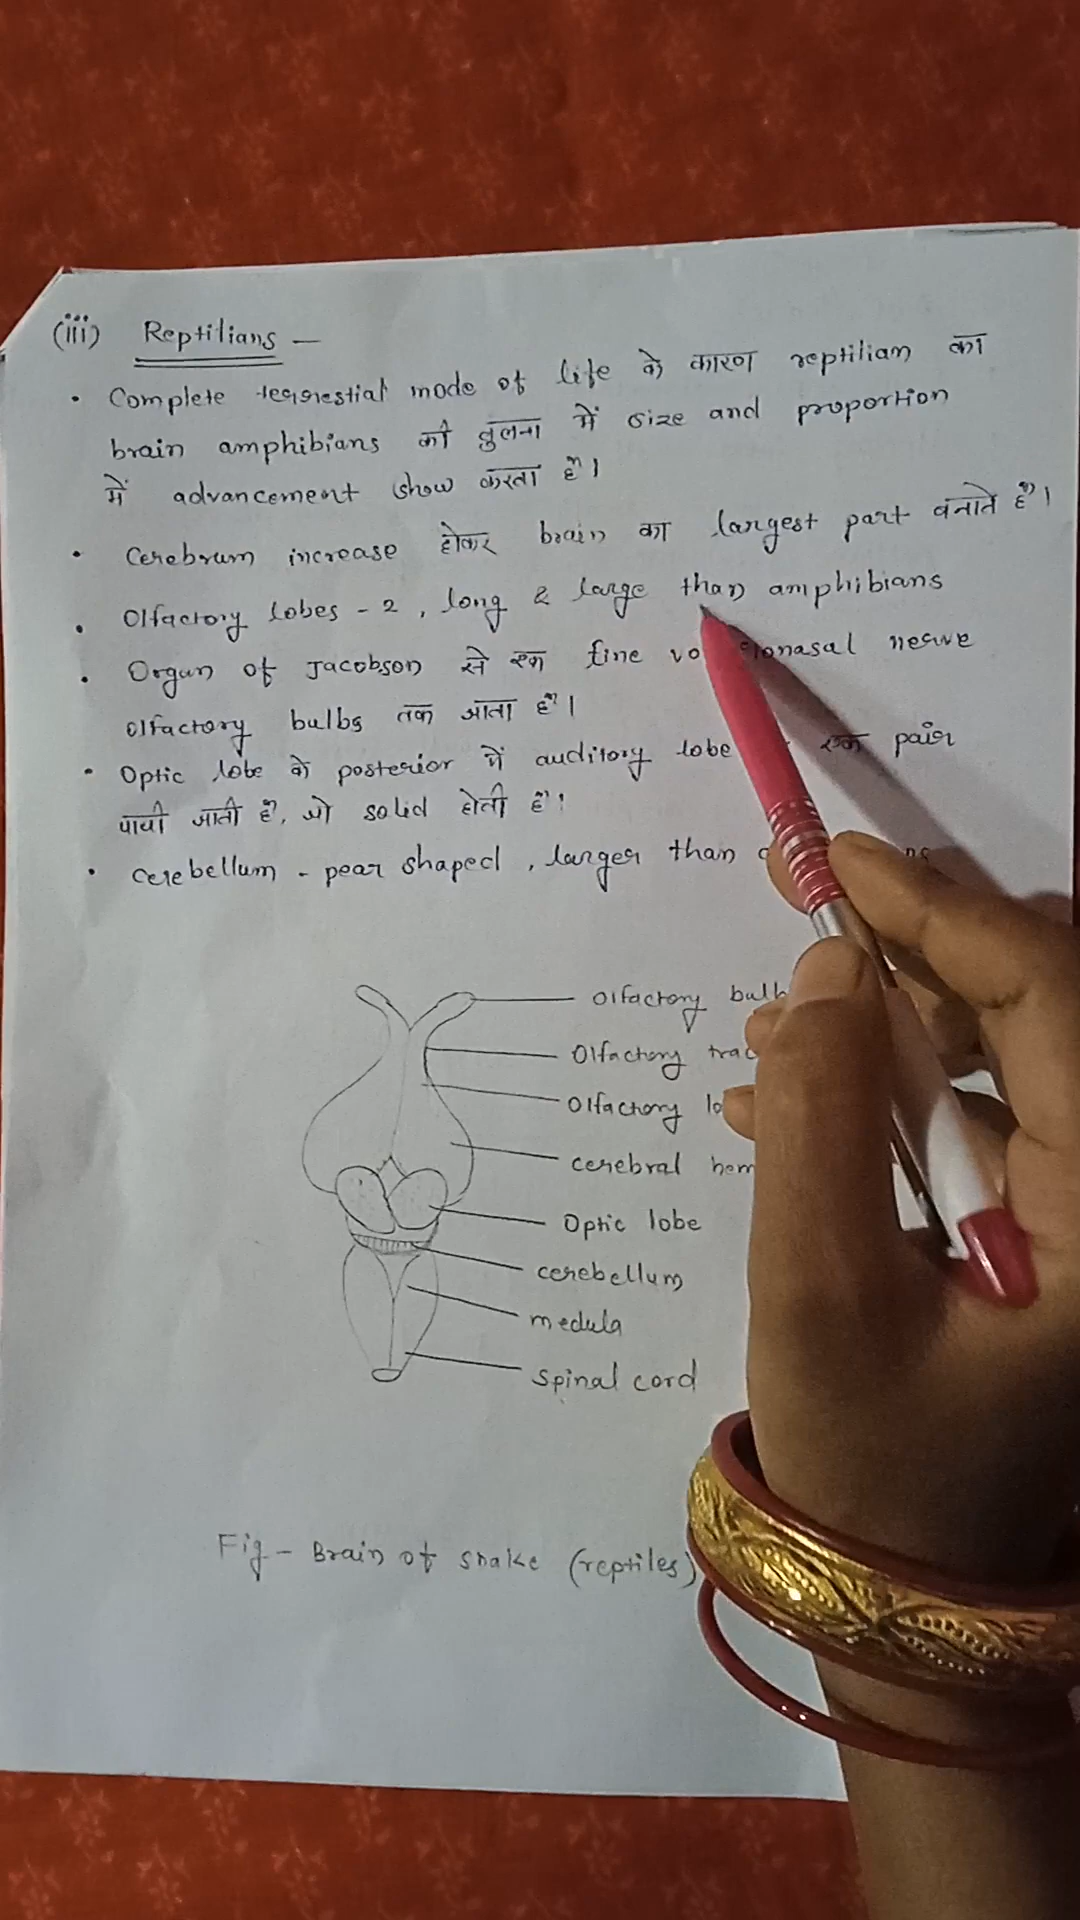 (iii) Reptilians —
• Complete terrestial mode of life के कारण reptilian का
brain amphibians की तुलना में size and proportion
में advancement show करता है।
• Cerebrum increase होकर brain का largest part बनाते है।
• Olfactory lobes - 2, long & large than amphibians
• Organ of Jacobson से एक fine nerve
olfactory bulbs तक आता है।
• Optic lobe के posterior में auditory lobe एक pair
पायी जाती है, जो solid होती है।
• Cerebellum - pear shaped, larger than
Olfactory bulb
Olfactory
Olfactory
cerebral
Optic lobe
cerebellum
medula
spinal cord
Fig - Brain of snake (reptiles)